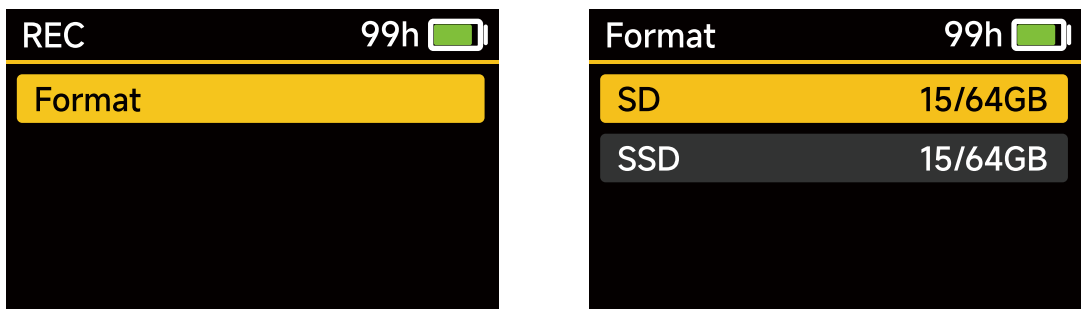 REC 99h
Format
Format 99h
SD 15/64GB
SSD 15/64GB